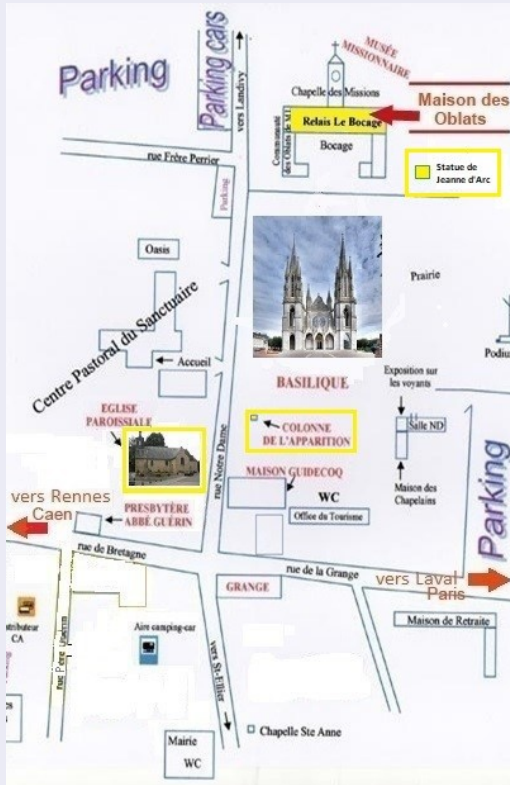 Parking
Parking cars
vers Landivy
MUSÉE
MISSIONNAIRE
Chapelle des Missions
Maison des
Oblats
Relais Le Bocage
Communauté
des Oblats de M.I.
Bocage
Statue de
Jeanne d'Arc
rue Frère Perrier
Parking
Oasis
Prairie
Centre Pastoral du Sanctuaire
Accueil
Podiu
BASILIQUE
Exposition sur
les voyants
EGLISE
PAROISSIALE
COLONNE
DE L'APPARITION
Salle ND
rue Notre Dame
MAISON GUIDECOQ
Parking
vers Rennes
Caen
PRESBYTÈRE
ABBÉ GUÉRIN
WC
Maison des
Chapelains
Office du Tourisme
rue de Bretagne
rue de la Grange
vers Laval
Paris
GRANGE
Maison de Retraite
tributeur
CA
Aire camping-car
rue Père Guérin
vers St-Ellier
Mairie
WC
Chapelle Ste Anne